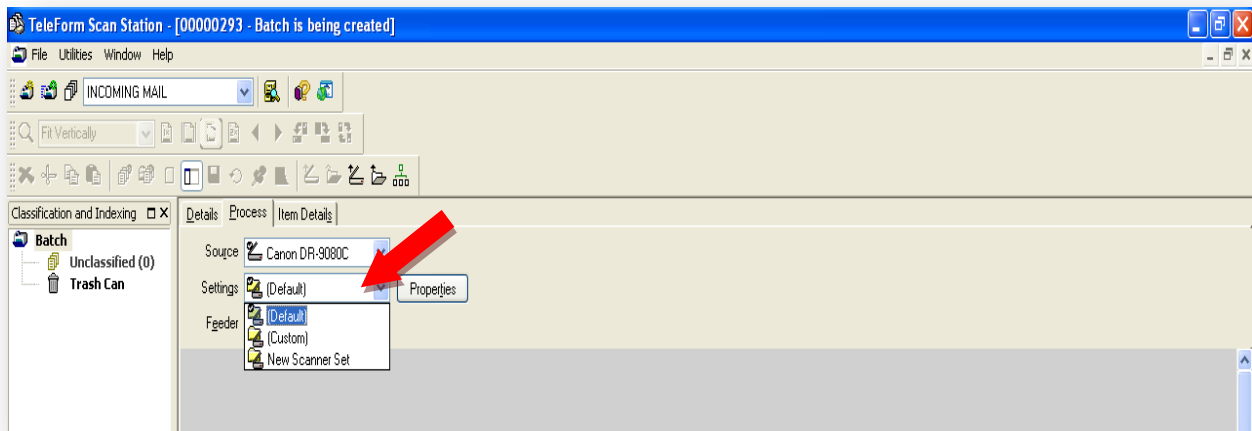 TeleForm Scan Station - [00000293 - Batch is being created]
File Utilities Window Help
INCOMING MAIL
Fit Vertically
Classification and Indexing
Details Process Item Details
Batch
Unclassified (0)
Trash Can
Source Canon DR-9080C
Settings (Default) Properties
(Default)
Feeder
(Custom)
New Scanner Set